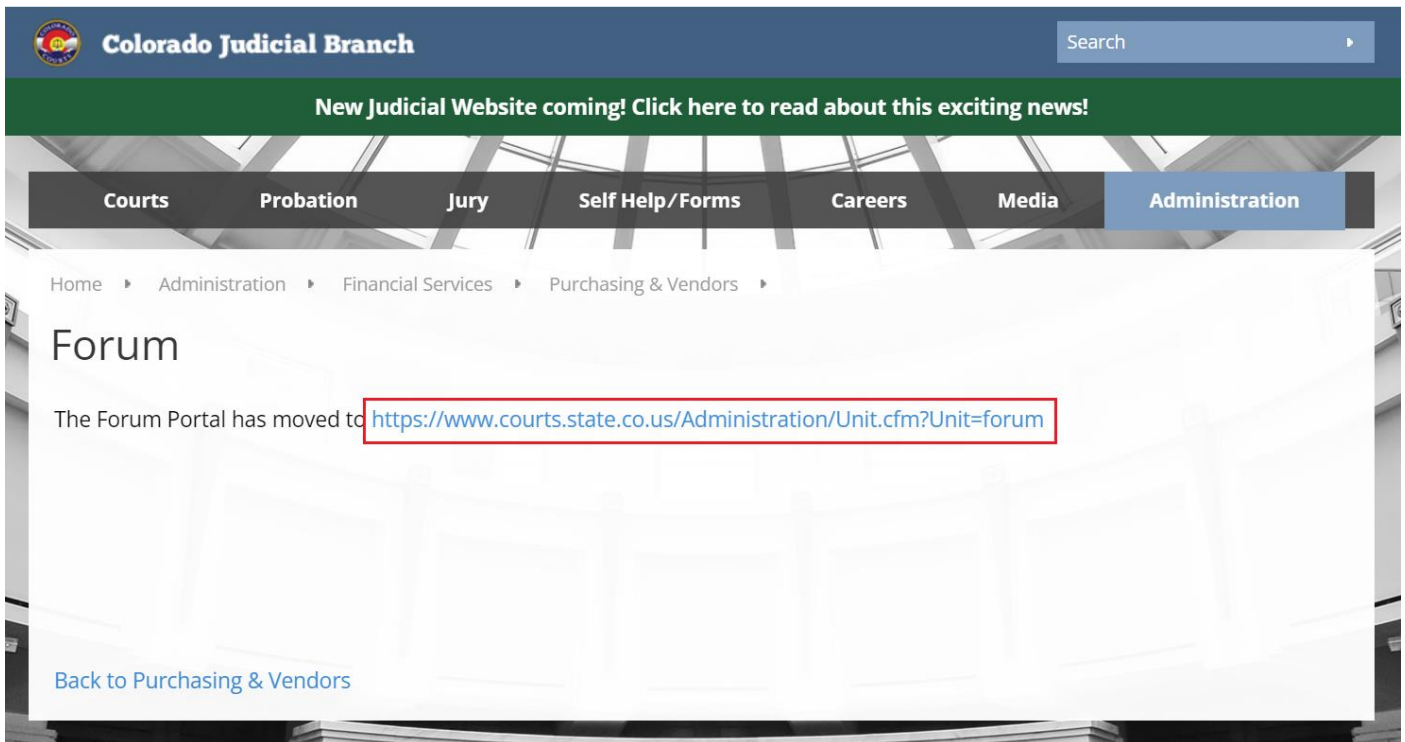 Colorado Judicial Branch
Search
New Judicial Website coming! Click here to read about this exciting news!
Courts Probation Jury Self Help/Forms Careers Media Administration
Home Administration Financial Services Purchasing & Vendors
Forum
The Forum Portal has moved to https://www.courts.state.co.us/Administration/Unit.cfm?Unit=forum
Back to Purchasing & Vendors